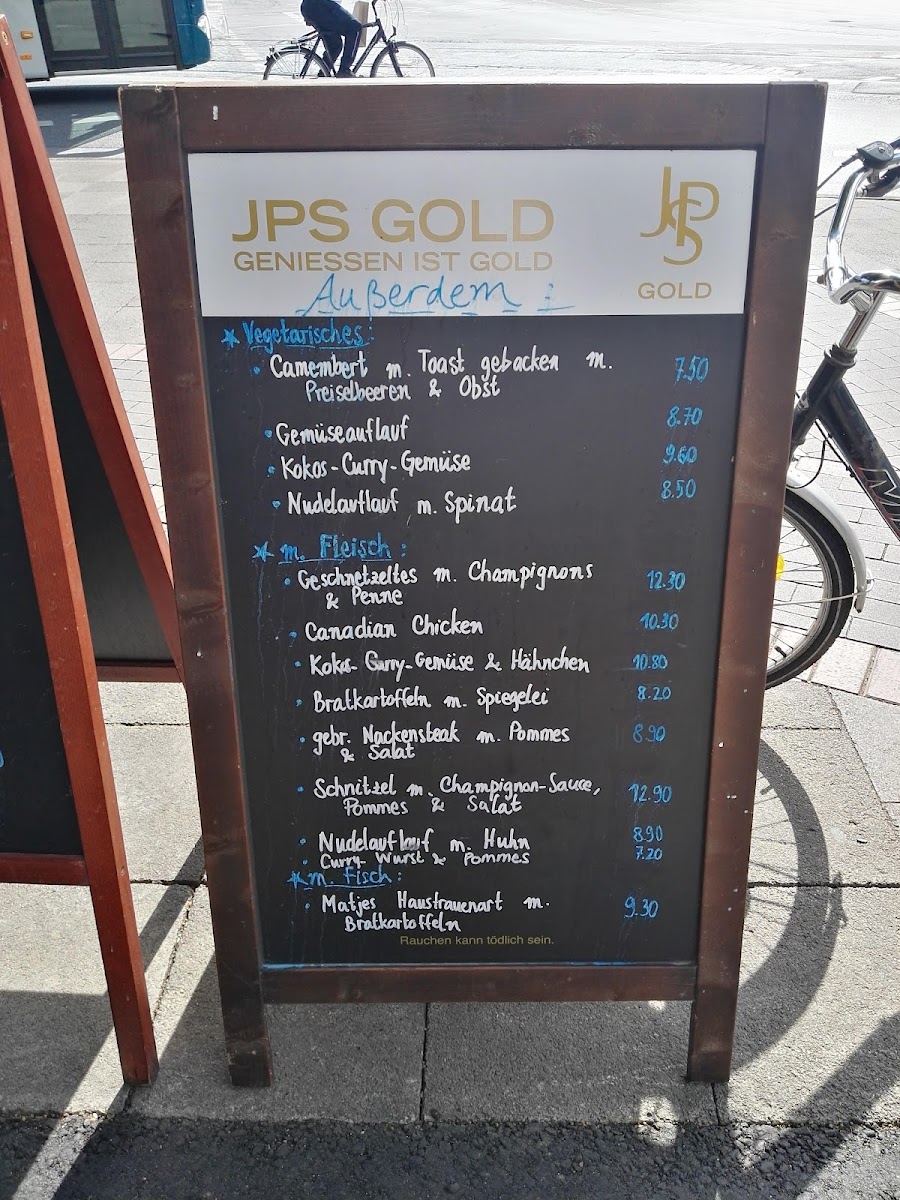 JPS GOLD
GENIESSEN IST GOLD
JPS
GOLD
Außerdem :
Vegetarisches:
Camembert m. Toast gebacken m. 7.50
Preiselbeeren & Obst
Gemüseauflauf 8.70
Kokos-Curry-Gemüse 9.60
Nudelauflauf m. Spinat 8.50
m. Fleisch:
Geschnetzeltes m. Champignons 12.30
& Penne
Canadian Chicken 10.30
Kokos-Curry-Gemüse & Hähnchen 10.80
Bratkartoffeln m. Spiegelei 8.20
gebr. Nackensteak m. Pommes 8.90
& Salat
Schnitzel m. Champignon-Sauce, 12.90
Pommes & Salat
Nudelauflauf m. Huhn 8.90
Curry Wurst & Pommes 7.20
m. Fisch:
Matjes Hausfrauenart m. 9.30
Bratkartoffeln
Rauchen kann tödlich sein.